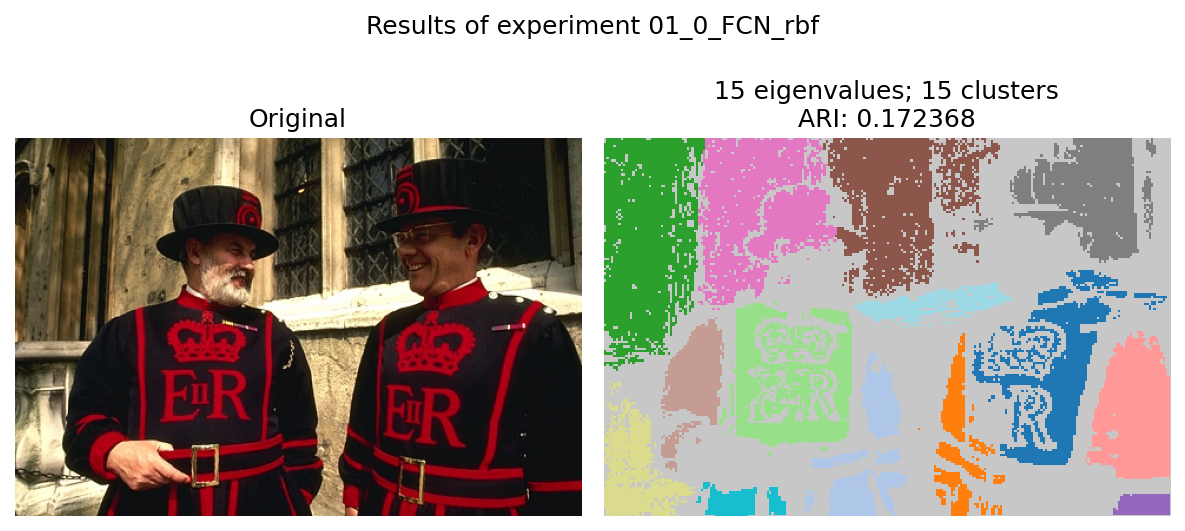 Results of experiment 01_0_FCN_rbf
Original
15 eigenvalues; 15 clusters
ARI: 0.172368
EIIR
EIIR
R
R